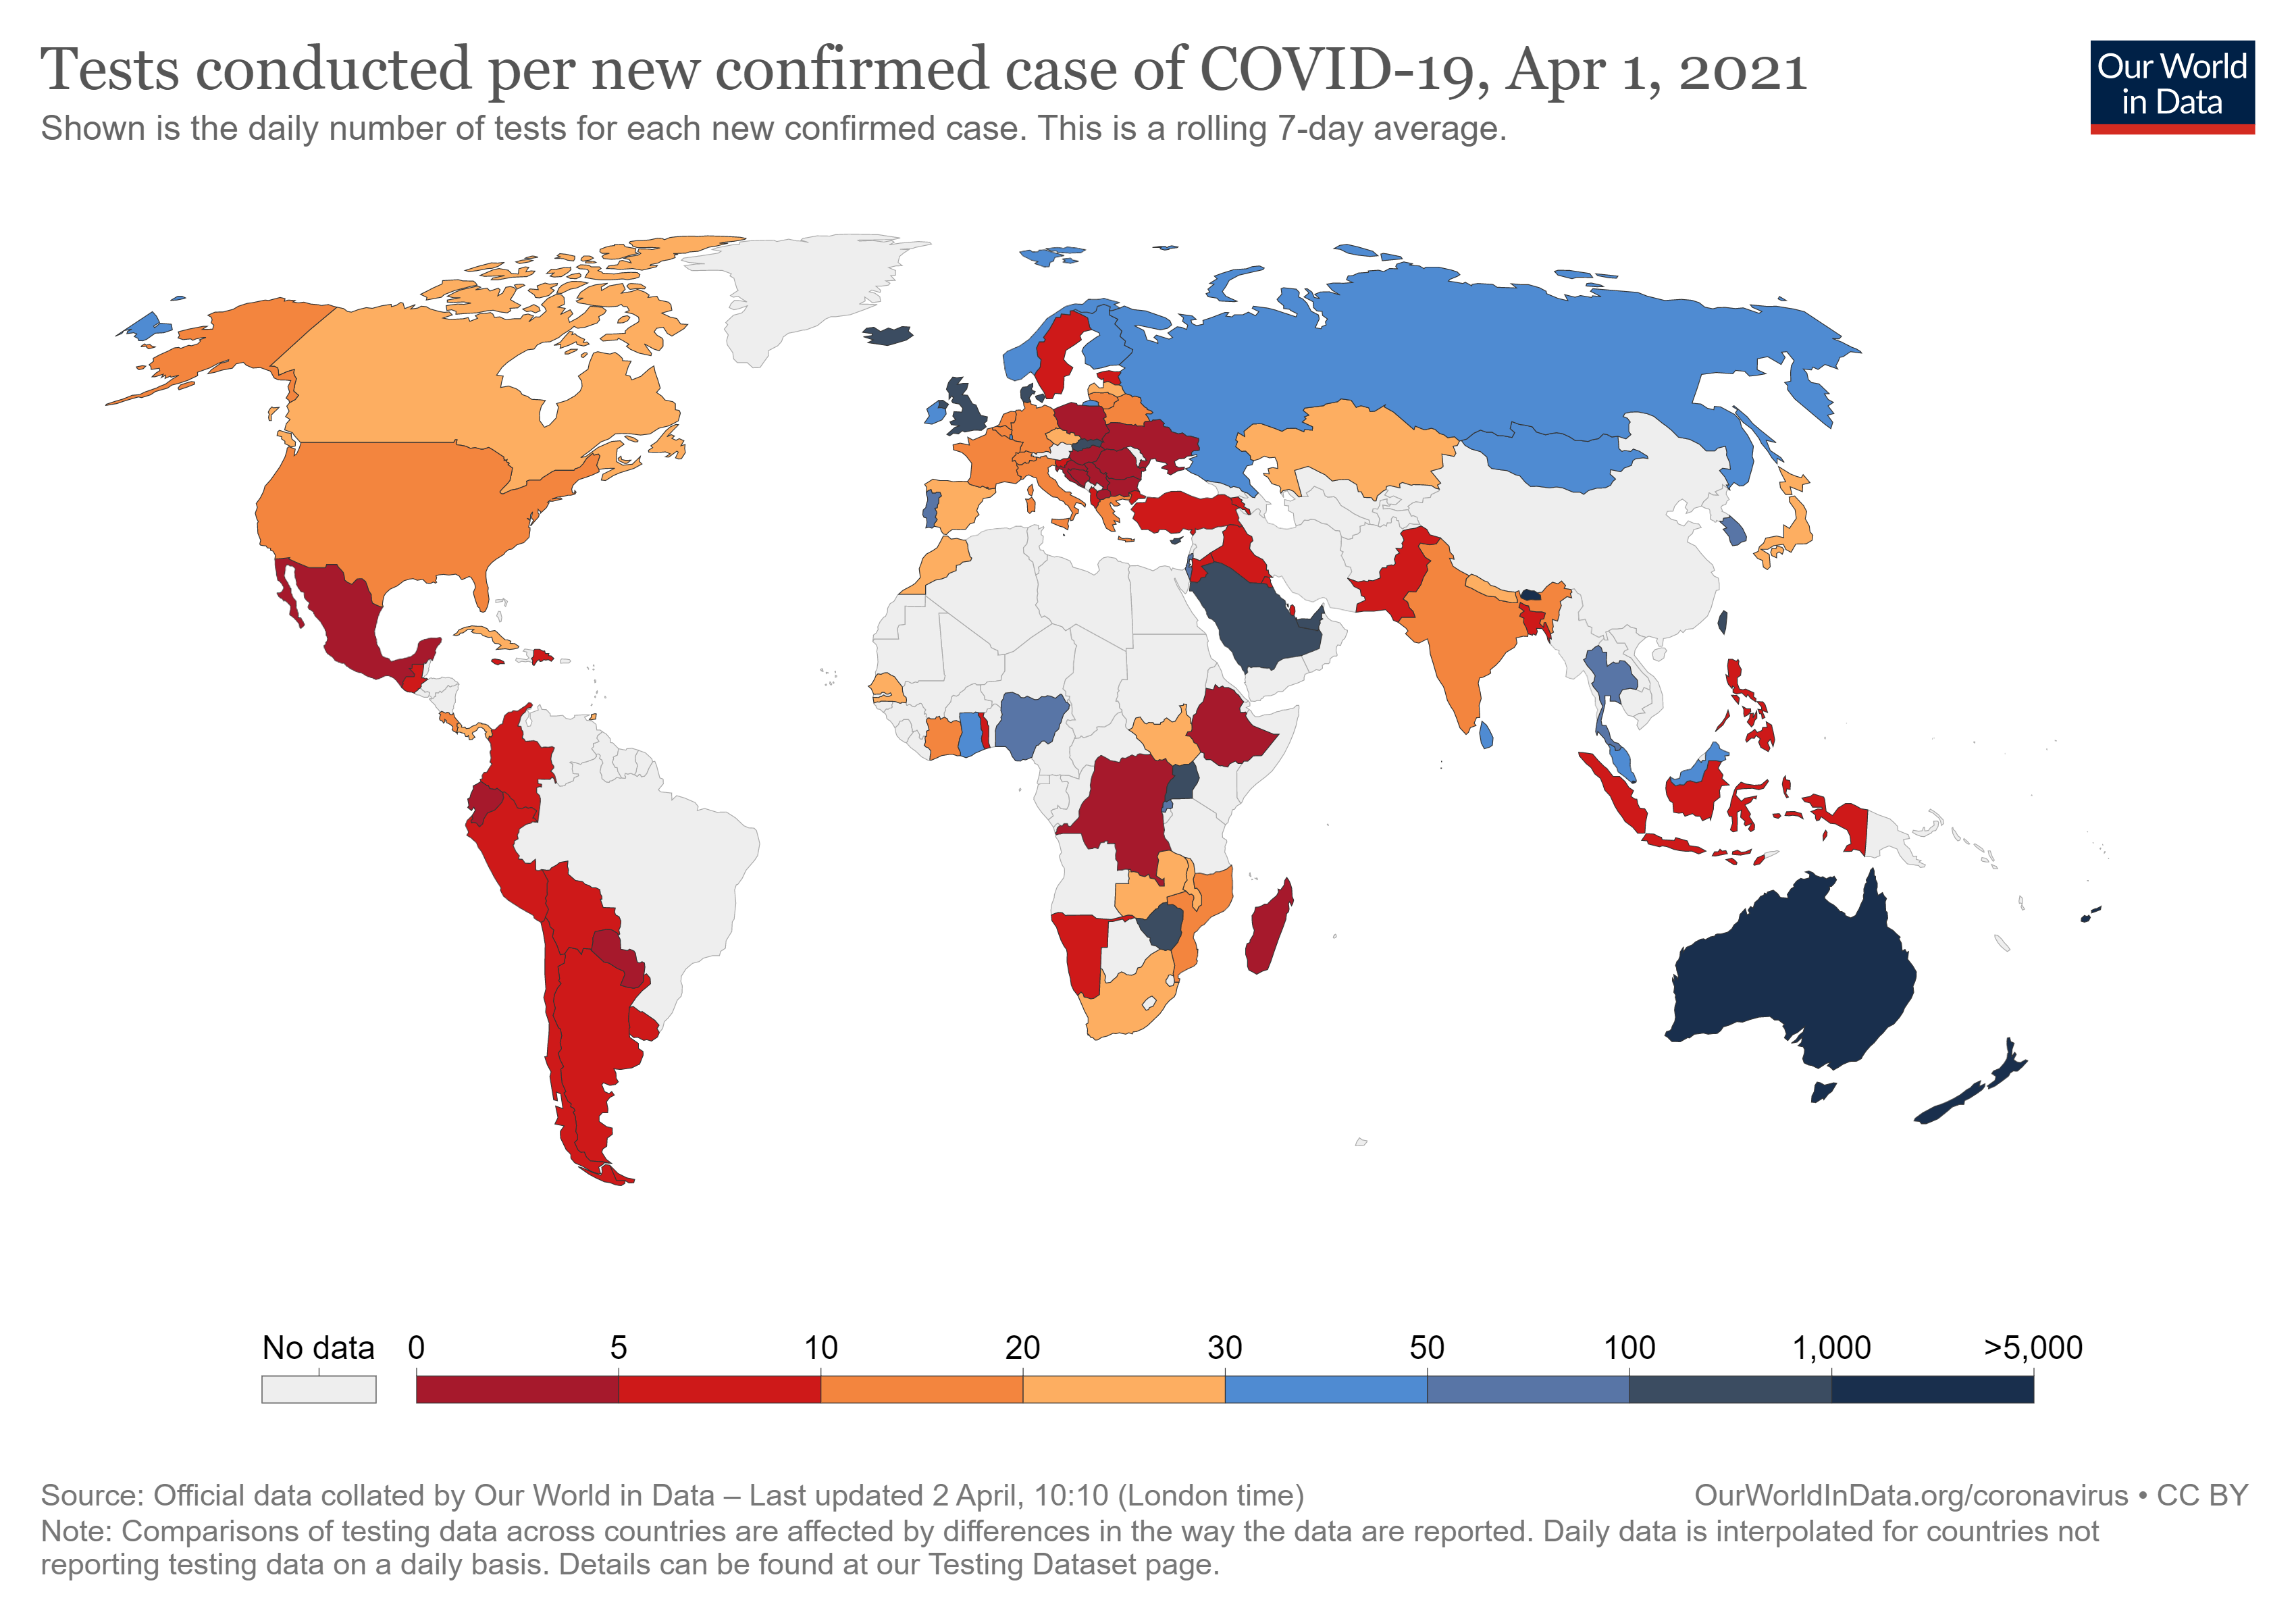 Tests conducted per new confirmed case of COVID-19, Apr 1, 2021
Shown is the daily number of tests for each new confirmed case. This is a rolling 7-day average.
Our World
in Data
No data 0 5 10 20 30 50 100 1,000 >5,000
Source: Official data collated by Our World in Data – Last updated 2 April, 10:10 (London time)
OurWorldInData.org/coronavirus • CC BY
Note: Comparisons of testing data across countries are affected by differences in the way the data are reported. Daily data is interpolated for countries not
reporting testing data on a daily basis. Details can be found at our Testing Dataset page.